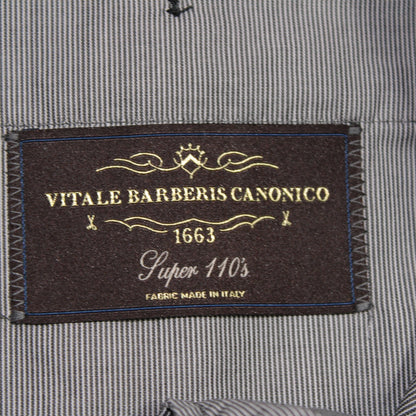 VITALE BARBERIS CANONICO
1663
Super 110's
FABRIC MADE IN ITALY